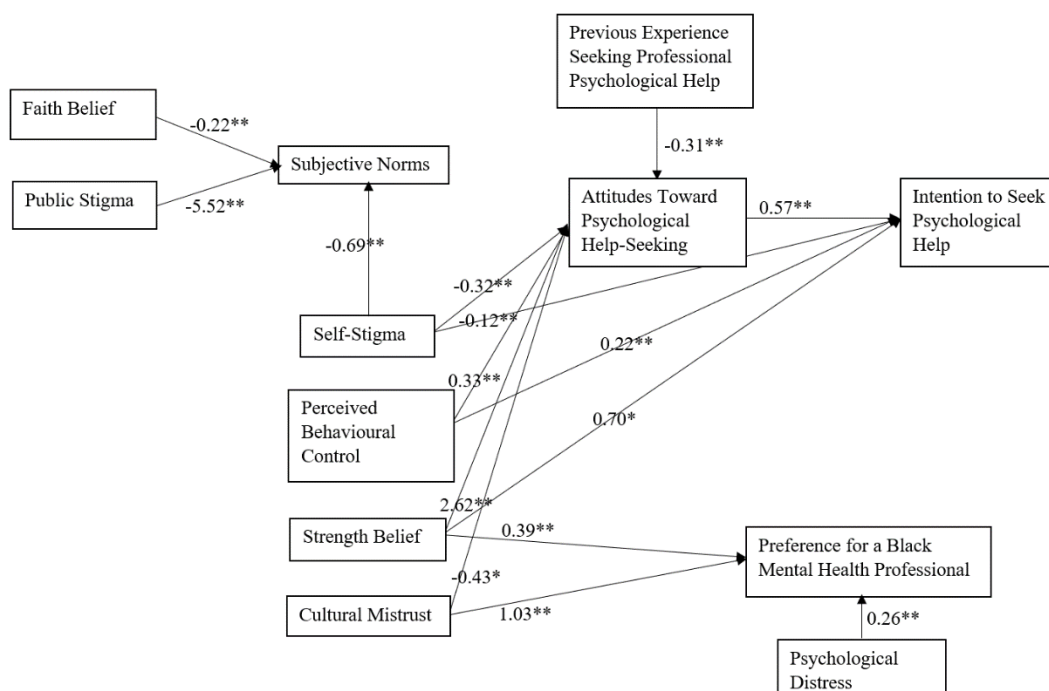 Previous Experience
Seeking Professional
Psychological Help
Faith Belief
-0.22**
-0.31**
Subjective Norms
Public Stigma
-5.52**
Attitudes Toward
Psychological
Help-Seeking
0.57**
Intention to Seek
Psychological
Help
-0.69**
-0.32**
Self-Stigma
-0.12**
0.22**
0.33**
Perceived
Behavioural
Control
0.70*
2.62**
Strength Belief
0.39**
Preference for a Black
Mental Health Professional
-0.43*
Cultural Mistrust
1.03**
0.26**
Psychological
Distress